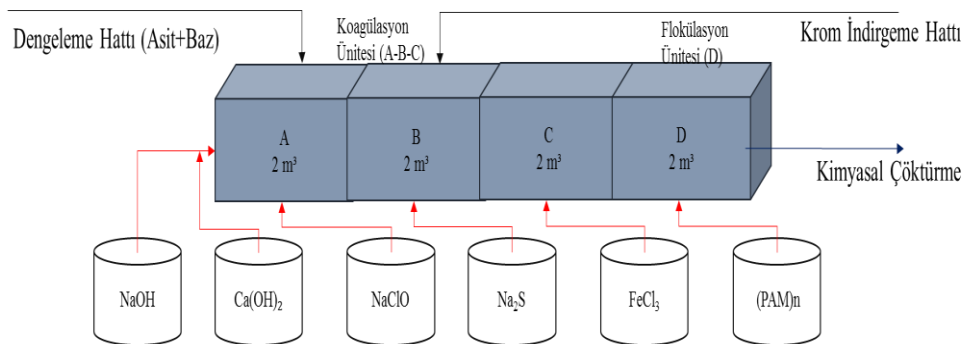 Dengeleme Hattı (Asit+Baz)
Koagülasyon
Ünitesi (A-B-C)
Flokülasyon
Ünitesi (D)
Krom İndirgeme Hattı
A
2 m³
B
2 m³
C
2 m³
D
2 m³
Kimyasal Çöktürme
NaOH
Ca(OH)₂
NaClO
Na₂S
FeCl₃
(PAM)n